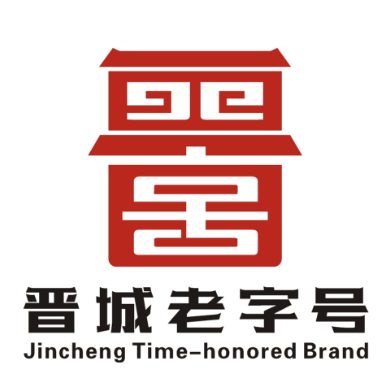 晋城老字号
Jincheng Time-honored Brand